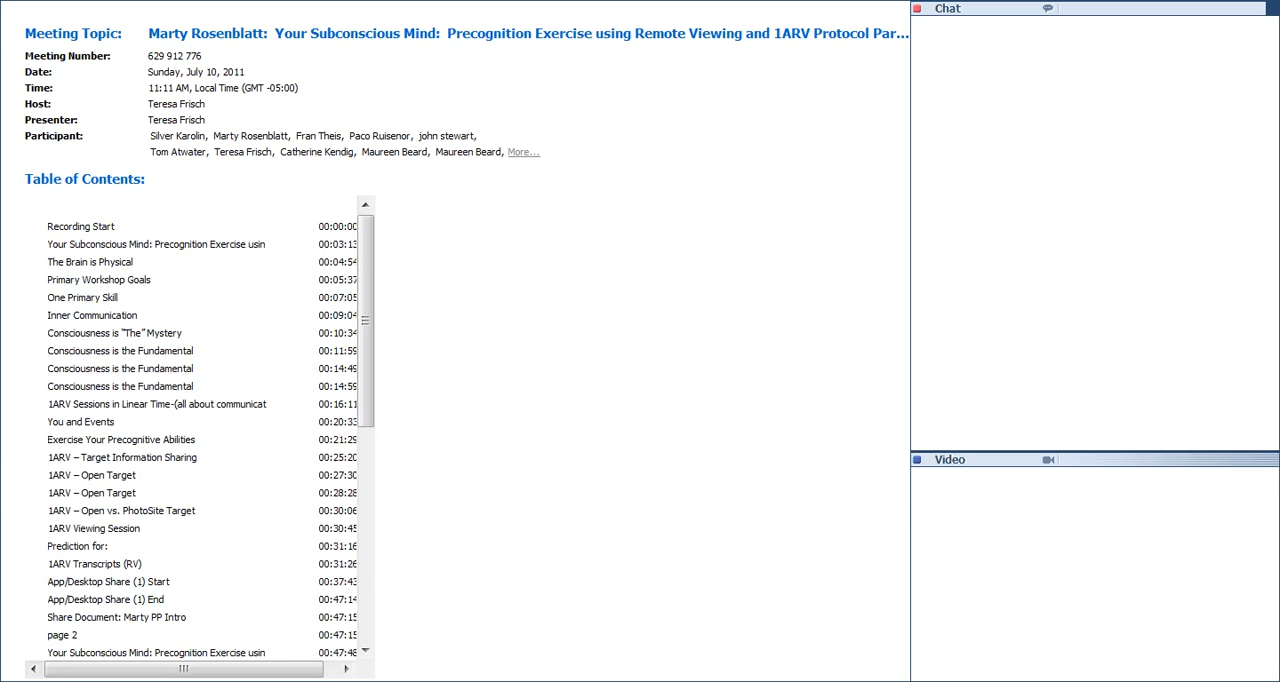 Meeting Topic: Marty Rosenblatt: Your Subconscious Mind: Precognition Exercise using Remote Viewing and 1ARV Protocol Par...
Meeting Number: 629 912 776
Date: Sunday, July 10, 2011
Time: 11:11 AM, Local Time (GMT -05:00)
Host: Teresa Frisch
Presenter: Teresa Frisch
Participant: Silver Karolin, Marty Rosenblatt, Fran Theis, Paco Ruisenor, john stewart,
Tom Atwater, Teresa Frisch, Catherine Kendig, Maureen Beard, Maureen Beard, More...
Table of Contents:
Recording Start 00:00:00
Your Subconscious Mind: Precognition Exercise usin 00:03:13
The Brain is Physical 00:04:54
Primary Workshop Goals 00:05:37
One Primary Skill 00:07:05
Inner Communication 00:09:04
Consciousness is "The" Mystery 00:10:34
Consciousness is the Fundamental 00:11:59
Consciousness is the Fundamental 00:14:49
Consciousness is the Fundamental 00:14:59
1ARV Sessions in Linear Time-(all about communicat 00:16:11
You and Events 00:20:33
Exercise Your Precognitive Abilities 00:21:29
1ARV – Target Information Sharing 00:25:20
1ARV – Open Target 00:27:30
1ARV – Open Target 00:28:28
1ARV – Open vs. PhotoSite Target 00:30:06
1ARV Viewing Session 00:30:45
Prediction for: 00:31:16
1ARV Transcripts (RV) 00:31:26
App/Desktop Share (1) Start 00:37:43
App/Desktop Share (1) End 00:47:14
Share Document: Marty PP Intro 00:47:15
page 2 00:47:15
Your Subconscious Mind: Precognition Exercise usin 00:47:48
Chat
Video